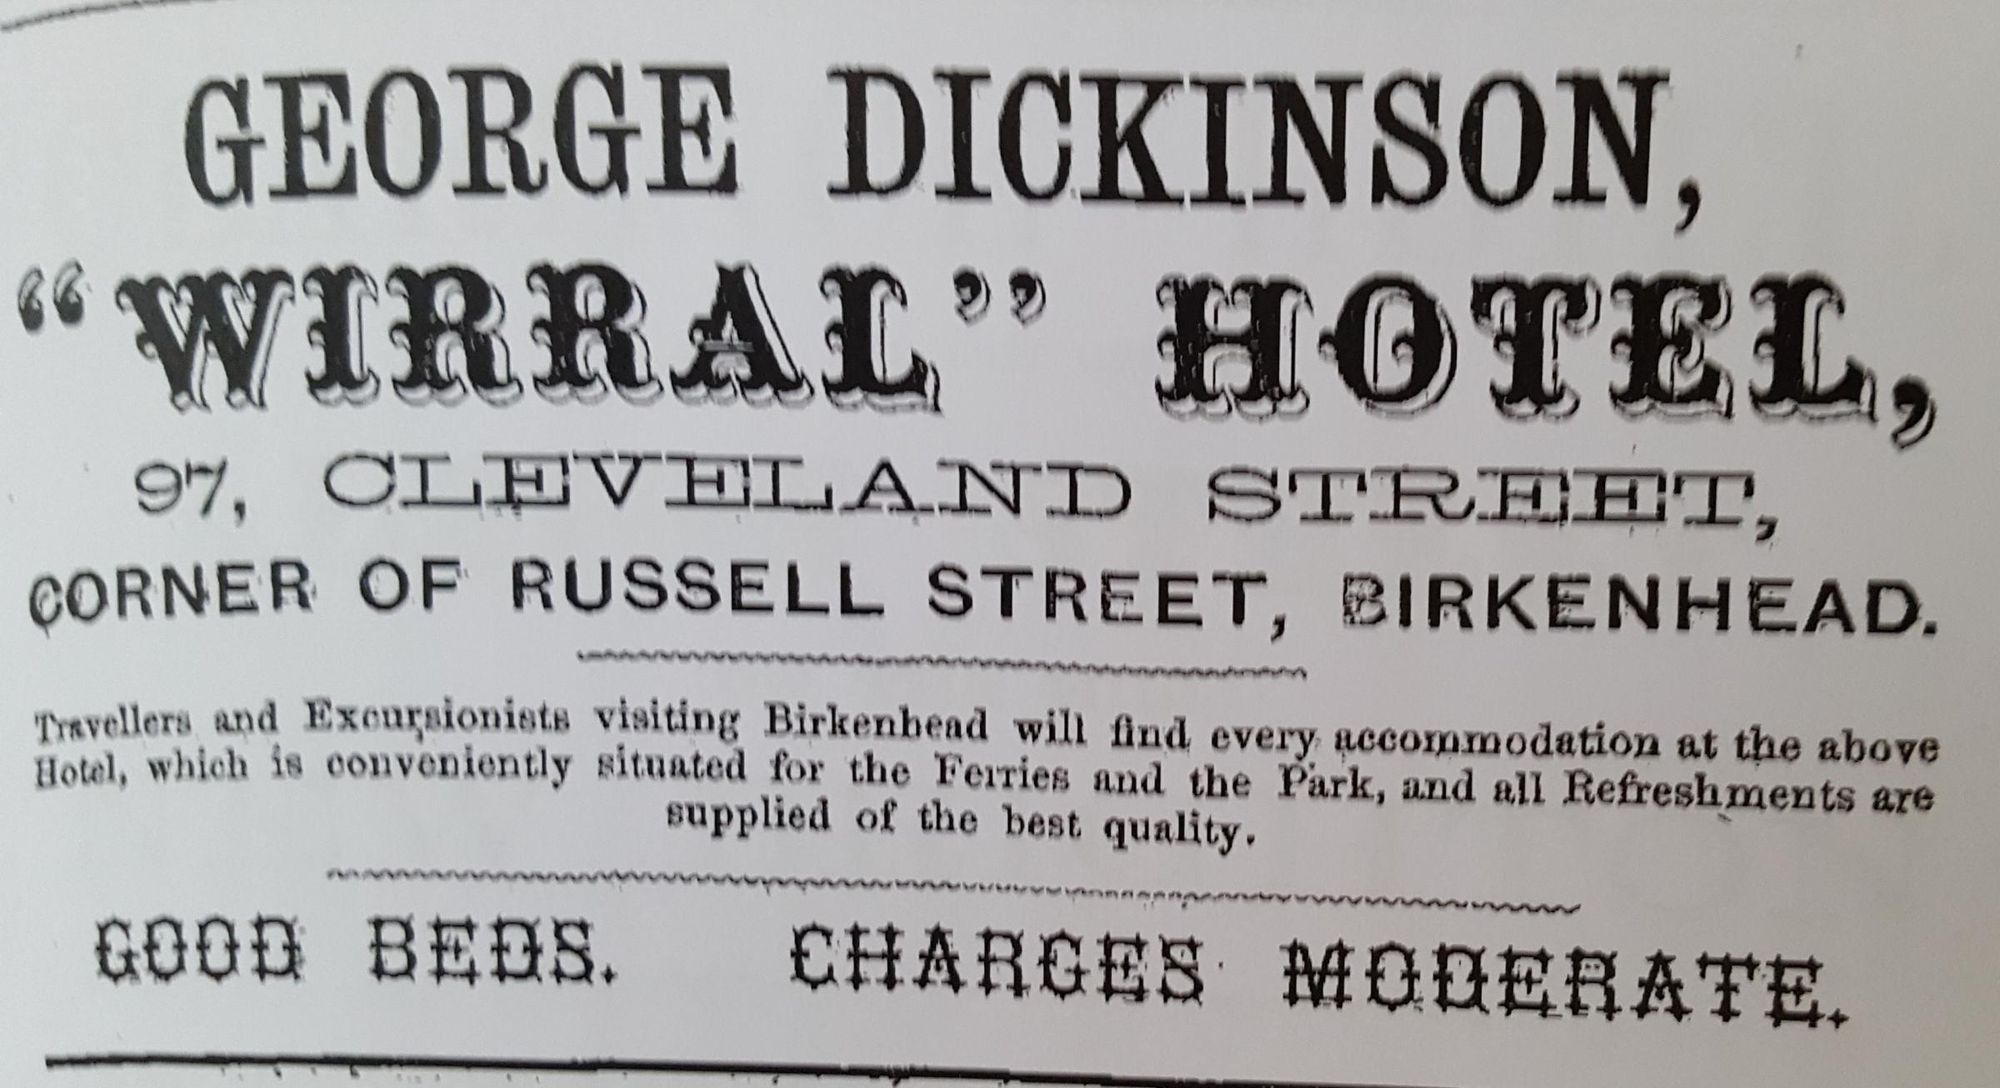 GEORGE DICKINSON,
“WIRRAL” HOTEL,
97, CLEVELAND STREET,
CORNER OF RUSSELL STREET, BIRKENHEAD.
Travellers and Excursionists visiting Birkenhead will find every accommodation at the above
Hotel, which is conveniently situated for the Ferries and the Park, and all Refreshments are
supplied of the best quality.
GOOD BEDS. CHARGES MODERATE.